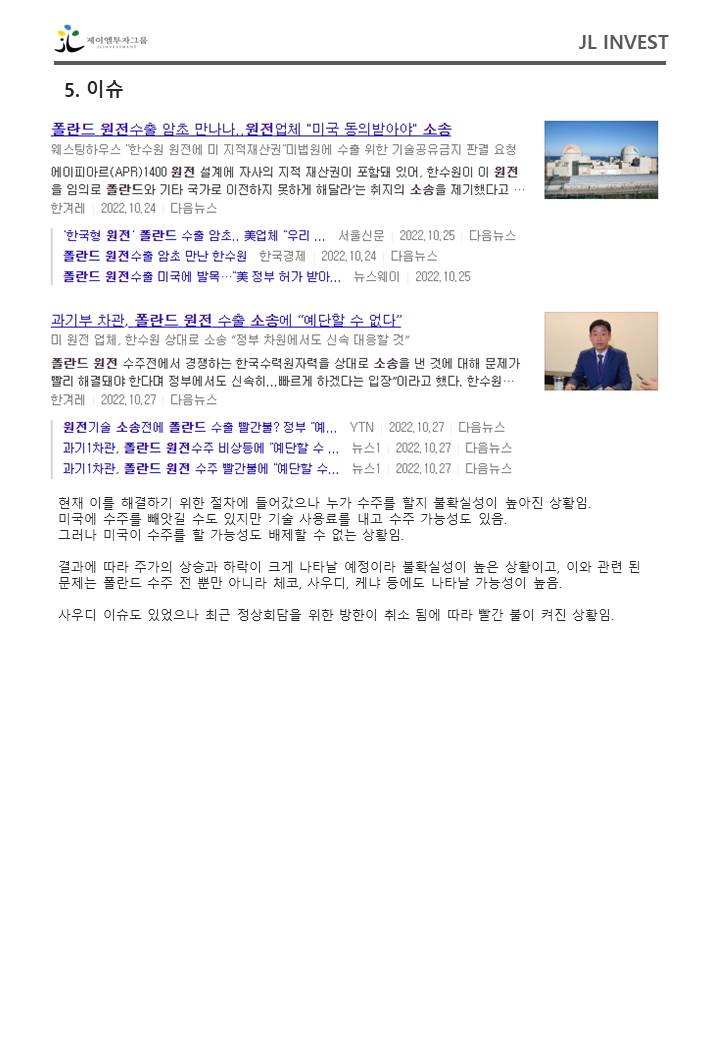 제이엘투자그룹
JLINVESTMENT
JL INVEST
5. 이슈
폴란드 원전수출 암초 만나나..원전업체 "미국 동의받아야" 소송
웨스팅하우스 "한수원 원전에 미 지적재산권"미법원에 수출 위한 기술공유금지 판결 요청
에이피아르(APR)1400 원전 설계에 자사의 지적 재산권이 포함돼 있어, 한수원이 이 원전
을 임의로 폴란드와 기타 국가로 이전하지 못하게 해달라'는 취지의 소송을 제기했다고 …
한겨레 | 2022.10.24 | 다음뉴스
'한국형 원전' 폴란드 수출 암초.. 美업체 "우리 ... 서울신문 | 2022.10.25 | 다음뉴스
폴란드 원전수출 암초 만난 한수원 한국경제 | 2022.10.24 | 다음뉴스
폴란드 원전수출 미국에 발목…"美 정부 허가 받아... 뉴스웨이 | 2022.10.25
과기부 차관, 폴란드 원전 수출 소송에 “예단할 수 없다”
미 원전 업체, 한수원 상대로 소송 “정부 차원에서도 신속 대응할 것”
폴란드 원전 수주전에서 경쟁하는 한국수력원자력을 상대로 소송을 낸 것에 대해 문제가
빨리 해결돼야 한다며 정부에서도 신속히...빠르게 하겠다는 입장”이라고 했다. 한수원…
한겨레 | 2022.10.27 | 다음뉴스
원전기술 소송전에 폴란드 수출 빨간불? 정부 "예... YTN | 2022.10.27 | 다음뉴스
과기1차관, 폴란드 원전수주 비상등에 "예단할 수 ... 뉴스1 | 2022.10.27 | 다음뉴스
과기1차관, 폴란드 원전 수주 빨간불에 "예단할 수... 뉴스1 | 2022.10.27 | 다음뉴스
현재 이를 해결하기 위한 절차에 들어갔으나 누가 수주를 할지 불확실성이 높아진 상황임.
미국에 수주를 빼앗길 수도 있지만 기술 사용료를 내고 수주 가능성도 있음.
그러나 미국이 수주를 할 가능성도 배제할 수 없는 상황임.
결과에 따라 주가의 상승과 하락이 크게 나타날 예정이라 불확실성이 높은 상황이고, 이와 관련 된
문제는 폴란드 수주 전 뿐만 아니라 체코, 사우디, 케냐 등에도 나타날 가능성이 높음.
사우디 이슈도 있었으나 최근 정상회담을 위한 방한이 취소 됨에 따라 빨간 불이 켜진 상황임.